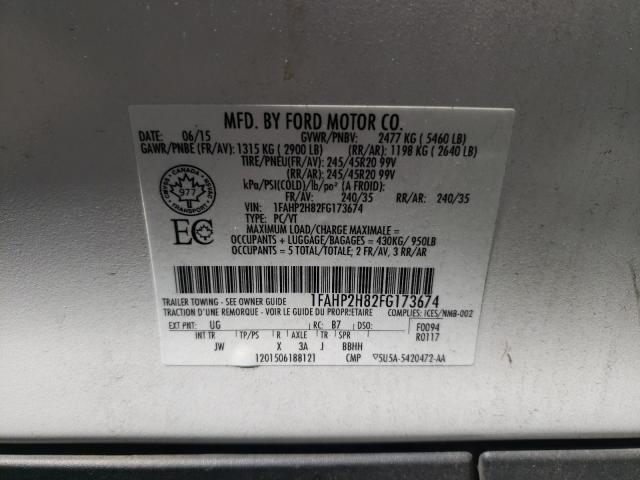 MFD. BY FORD MOTOR CO.
DATE: 06/15 GVWR/PNBV: 2477 KG ( 5460 LB)
GAWR/PNBE (FR/AV): 1315 KG ( 2900 LB) (RR/AR): 1198 KG ( 2640 LB)
TIRE/PNEU(FR/AV): 245/45R20 99V
(RR/AR): 245/45R20 99V
kPa/PSI(COLD)/lb/po² (A FROID):
FR/AV: 240/35 RR/AR: 240/35
VIN: 1FAHP2H82FG173674
TYPE: PC/VT
MAXIMUM LOAD/CHARGE MAXIMALE =
OCCUPANTS + LUGGAGE/BAGAGES = 430KG/ 950LB
OCCUPANTS = 5 TOTAL/TOTALE; 2 FR/AV, 3 RR/AR
CANADA
977
TRANSPORT
EC
1FAHP2H82FG173674
TRAILER TOWING - SEE OWNER GUIDE
TRACTION D'UNE REMORQUE - VOIR LE GUIDE DU PROPRIETAIRE COMPLIES: ICES/NMB-002
EXT PNT: UG RC: B7 DSO: F0094
R0117
INT TR TP/PS R AXLE TR SPR
JW X 3A J BBHH
1201506188121 CMP ▽5U5A-5420472-AA